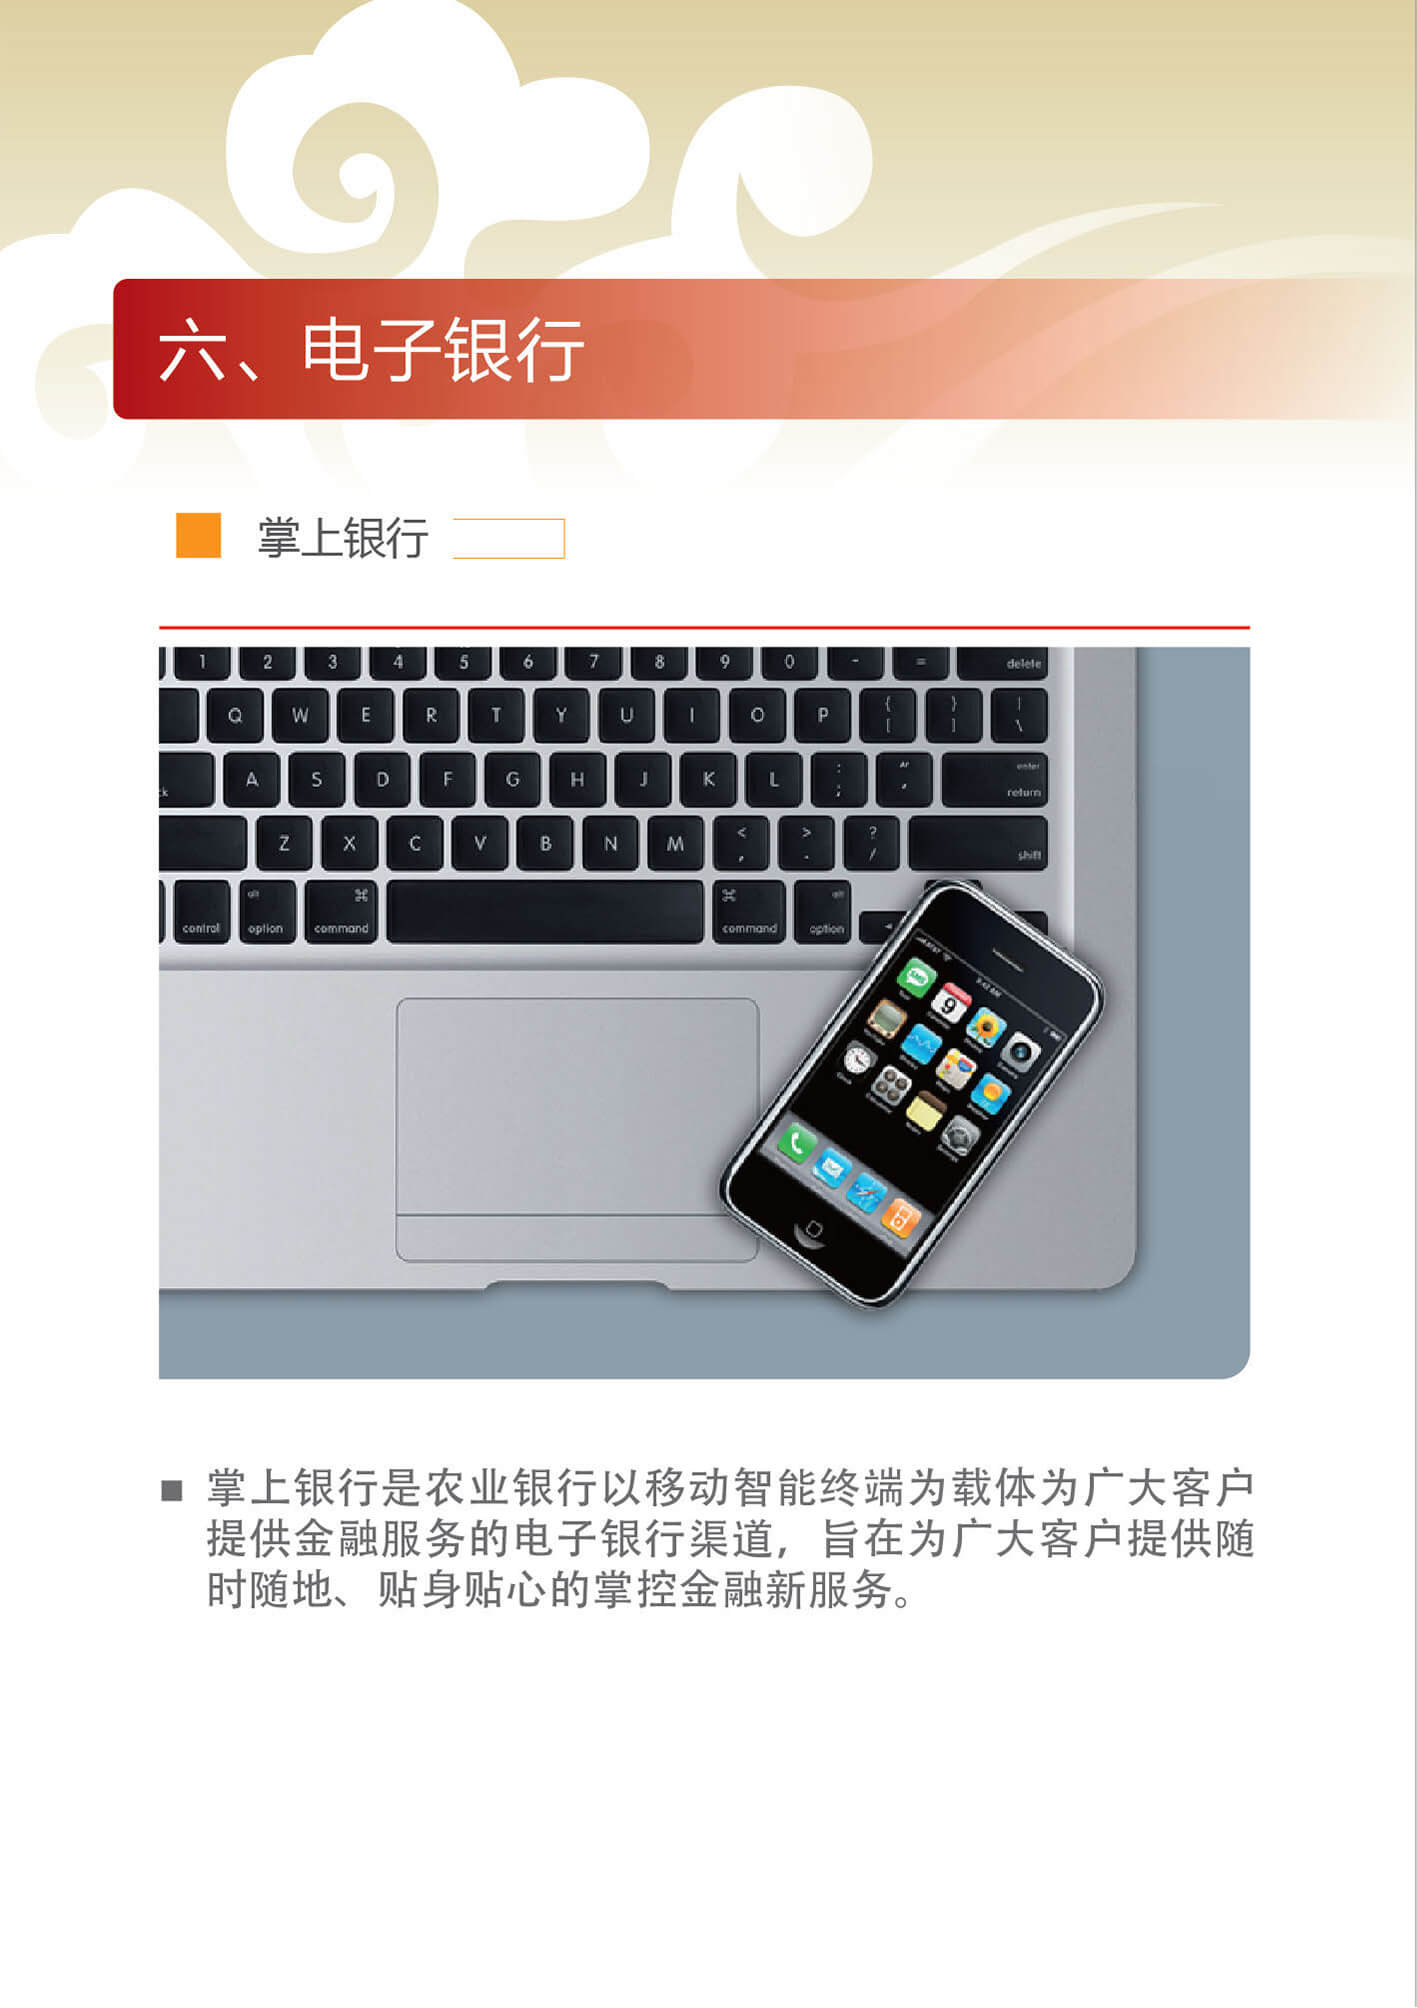 六、电子银行
掌上银行
1 2 3 4 5 6 7 8 9 0 - = delete
Q W E R T Y U I O P { [ } ] | \
enter
A S D F G H J K L : ; " ' return
Z X C V B N M < , > . ? / shift
alt ⌘ ⌘ alt
control option command command option
掌上银行是农业银行以移动智能终端为载体为广大客户
提供金融服务的电子银行渠道，旨在为广大客户提供随
时随地、贴身贴心的掌控金融新服务。